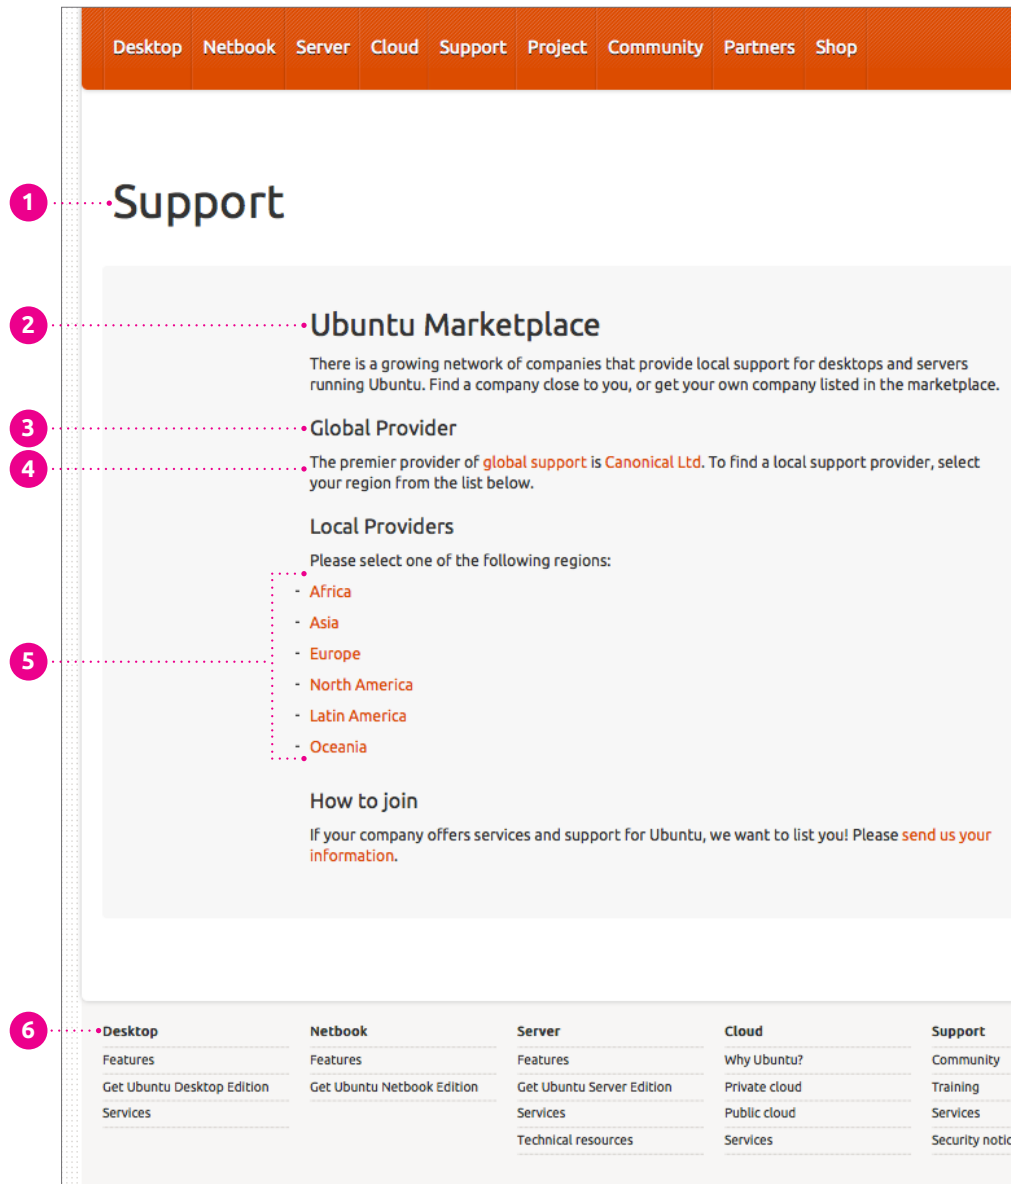 Desktop Netbook Server Cloud Support Project Community Partners Shop
1 Support
2 Ubuntu Marketplace
There is a growing network of companies that provide local support for desktops and servers
running Ubuntu. Find a company close to you, or get your own company listed in the marketplace.
3 Global Provider
4 The premier provider of global support is Canonical Ltd. To find a local support provider, select
your region from the list below.
Local Providers
Please select one of the following regions:
5
- Africa
- Asia
- Europe
- North America
- Latin America
- Oceania
How to join
If your company offers services and support for Ubuntu, we want to list you! Please send us your
information.
6 Desktop Netbook Server Cloud Support
Features Features Features Why Ubuntu? Community
Get Ubuntu Desktop Edition Get Ubuntu Netbook Edition Get Ubuntu Server Edition Private cloud Training
Services Services Public cloud Services
Technical resources Services Security notic